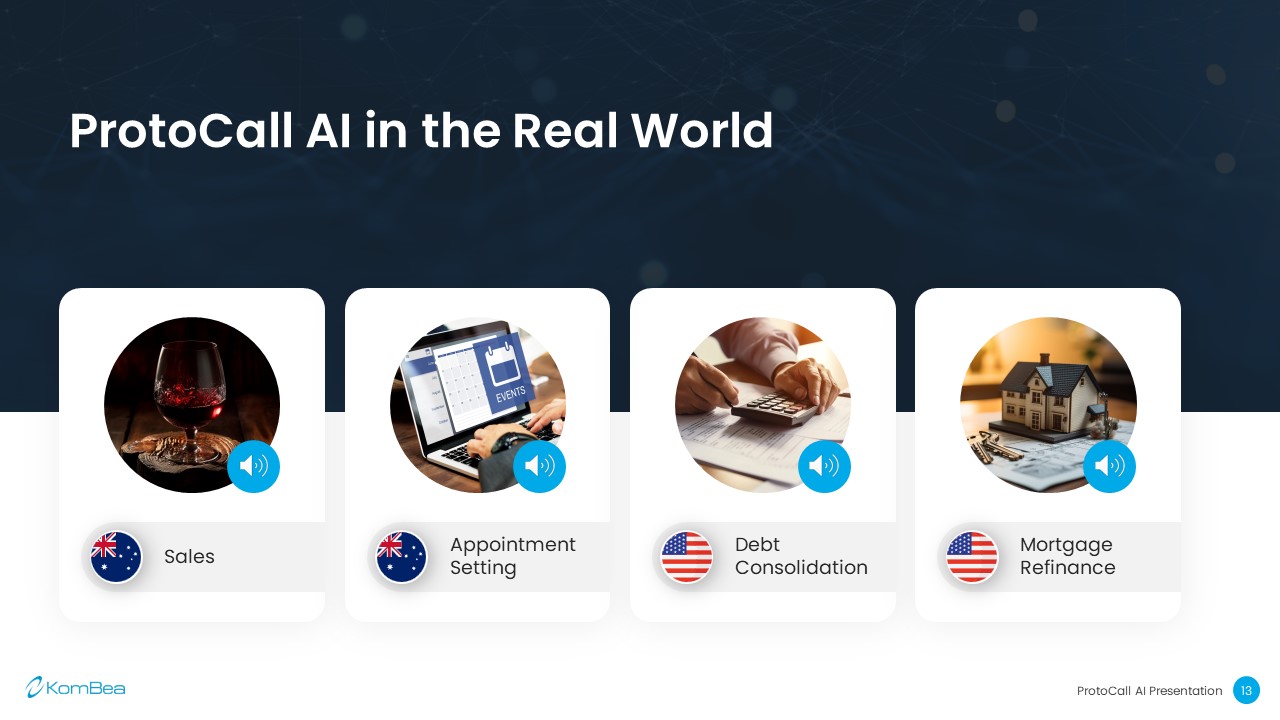 ProtoCall AI in the Real World
EVENTS
Sales
Appointment
Setting
Debt
Consolidation
Mortgage
Refinance
KomBea
ProtoCall AI Presentation 13